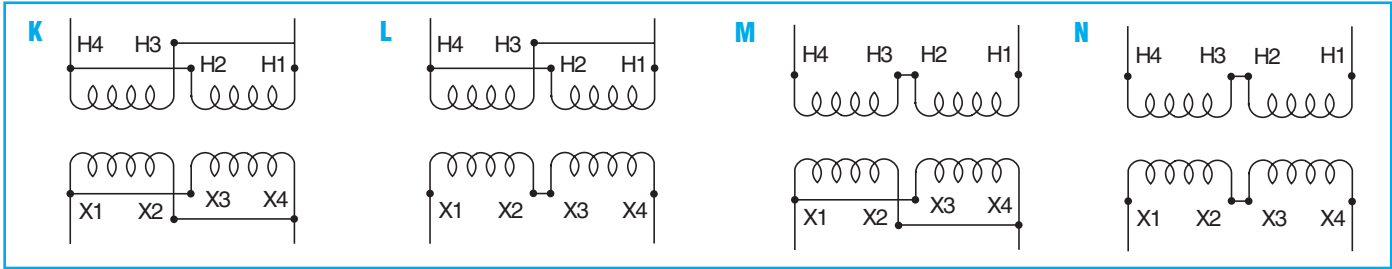 K H4 H3 H2 H1 X1 X2 X3 X4
L H4 H3 H2 H1 X1 X2 X3 X4
M H4 H3 H2 H1 X1 X2 X3 X4
N H4 H3 H2 H1 X1 X2 X3 X4